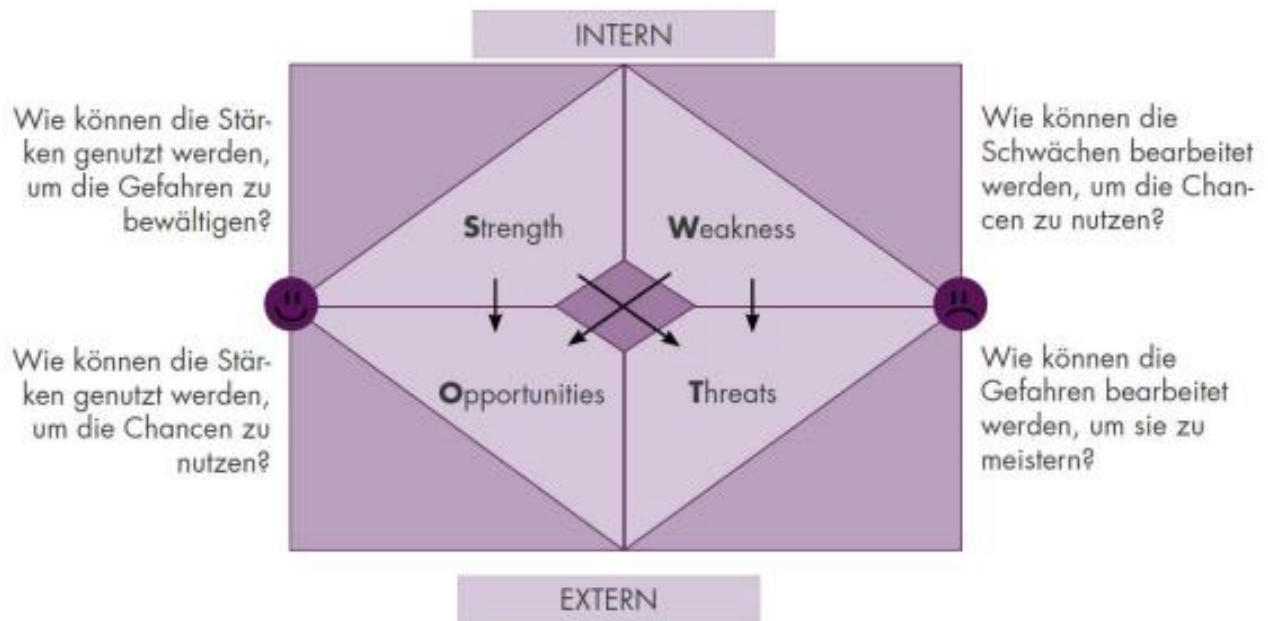 INTERN
Wie können die Stär-
ken genutzt werden,
um die Gefahren zu
bewältigen?
Wie können die
Schwächen bearbeitet
werden, um die Chan-
cen zu nutzen?
Strength
Weakness
Wie können die Stär-
ken genutzt werden,
um die Chancen zu
nutzen?
Opportunities
Threats
Wie können die
Gefahren bearbeitet
werden, um sie zu
meistern?
EXTERN